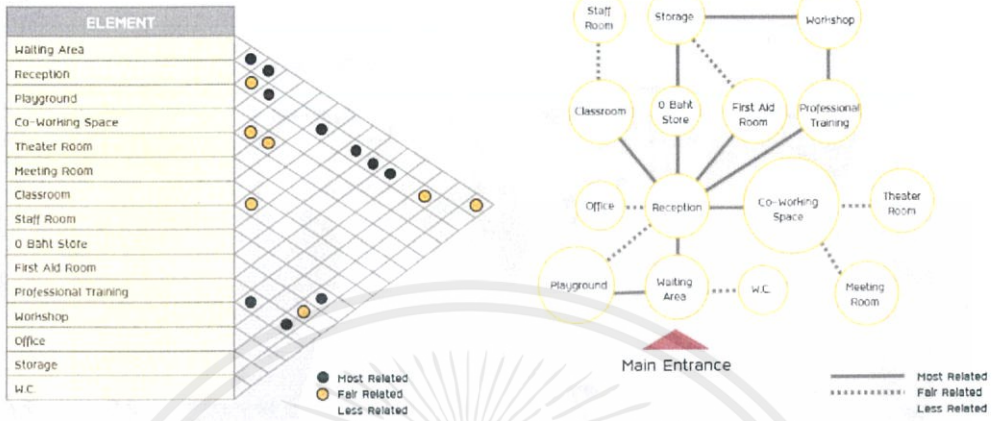 ELEMENT
Waiting Area
Reception
Playground
Co-Working Space
Theater Room
Meeting Room
Classroom
Staff Room
0 Baht Store
First Aid Room
Professional Training
Workshop
Office
Storage
W.C.
Most Related
Fair Related
Less Related
Staff
Room
Storage
Workshop
Classroom
0 Baht
Store
First Aid
Room
Professional
Training
Office
Reception
Co-Working
Space
Theater
Room
Playground
Waiting
Area
W.C.
Meeting
Room
Main Entrance
Most Related
Fair Related
Less Related